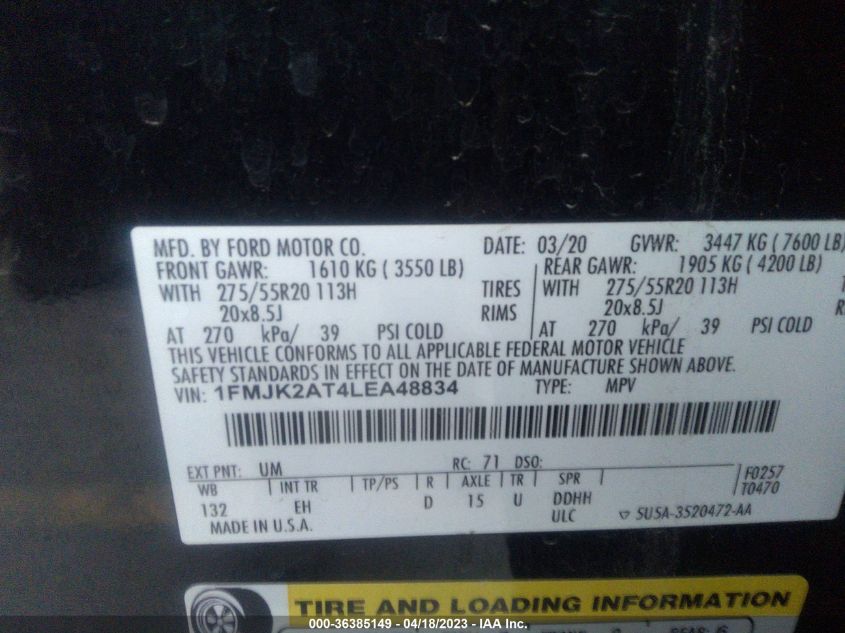 MFD. BY FORD MOTOR CO. DATE: 03/20 GVWR: 3447 KG ( 7600 LB)
FRONT GAWR: 1610 KG ( 3550 LB) REAR GAWR: 1905 KG ( 4200 LB)
WITH 275/55R20 113H TIRES WITH 275/55R20 113H
20x8.5J RIMS 20x8.5J
AT 270 kPa/ 39 PSI COLD AT 270 kPa/ 39 PSI COLD
THIS VEHICLE CONFORMS TO ALL APPLICABLE FEDERAL MOTOR VEHICLE
SAFETY STANDARDS IN EFFECT ON THE DATE OF MANUFACTURE SHOWN ABOVE.
VIN: 1FMJK2AT4LEA48834 TYPE: MPV
EXT PNT: UM RC: 71 DSO:
WB INT TR TP/PS R AXLE TR SPR F0257
132 EH D 15 U DDHH T0470
MADE IN U.S.A. ULC SUSA-3520472-AA
TIRE AND LOADING INFORMATION
000-36385149 - 04/18/2023 - IAA Inc.